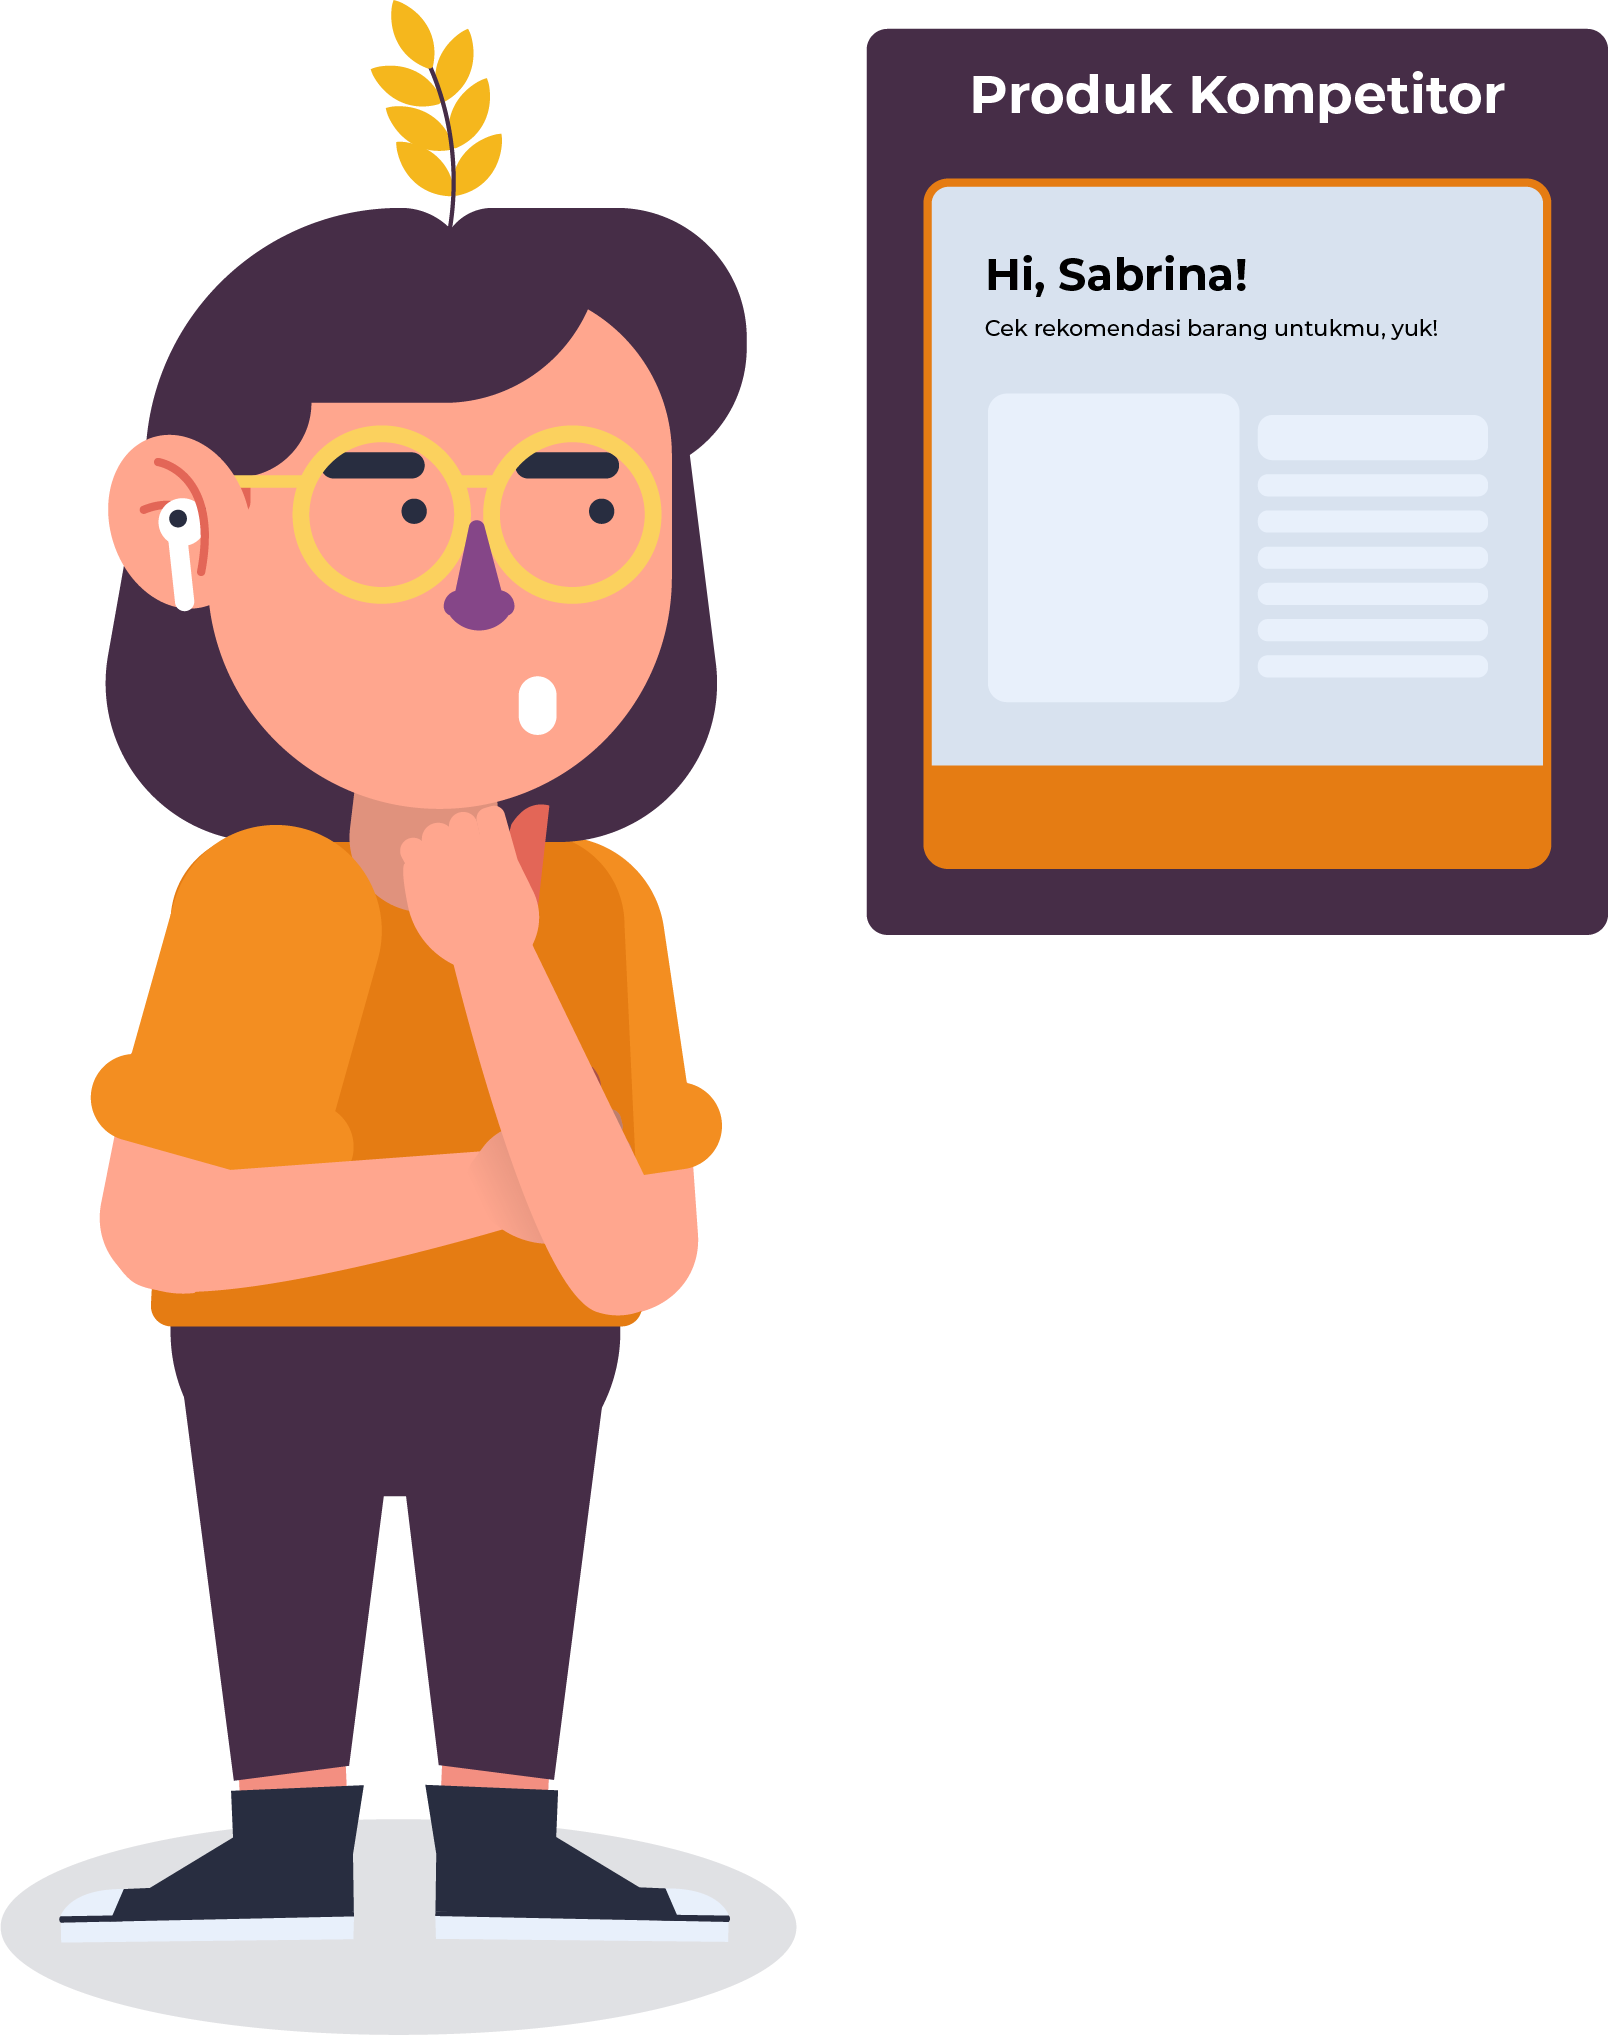 Produk Kompetitor
Hi, Sabrina!
Cek rekomendasi barang untukmu, yuk!